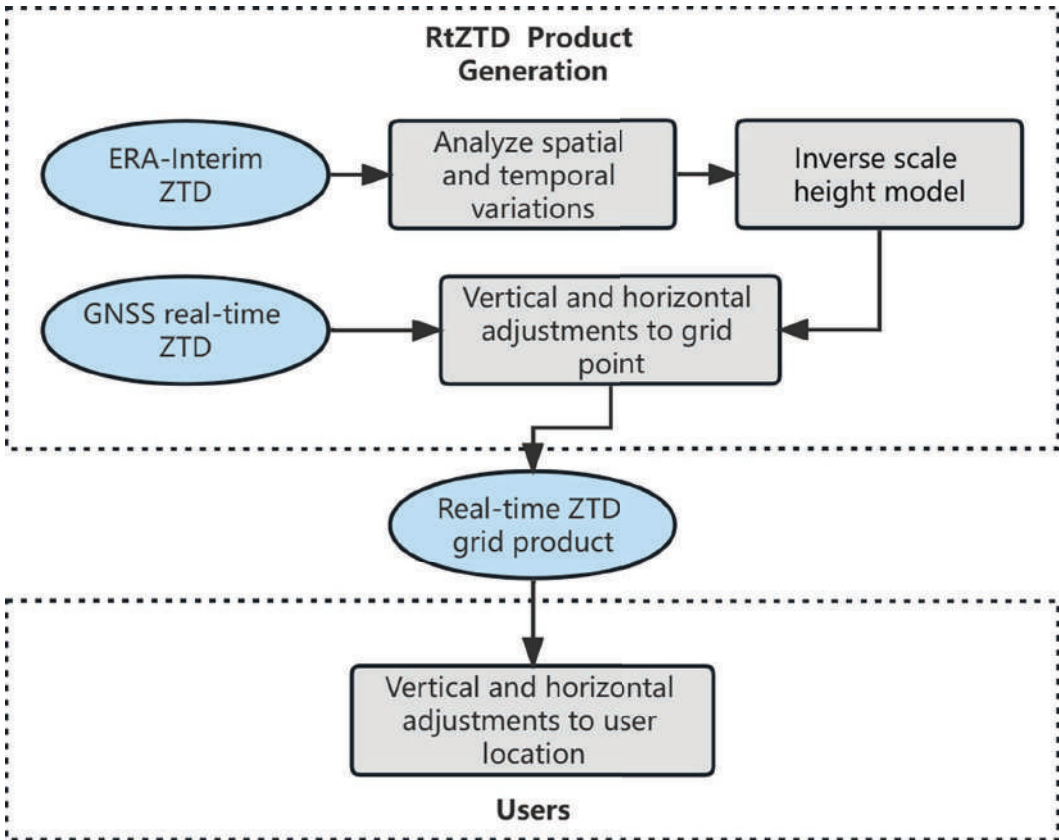 RtZTD Product
Generation
ERA-Interim
ZTD
Analyze spatial
and temporal
variations
Inverse scale
height model
GNSS real-time
ZTD
Vertical and horizontal
adjustments to grid
point
Real-time ZTD
grid product
Vertical and horizontal
adjustments to user
location
Users